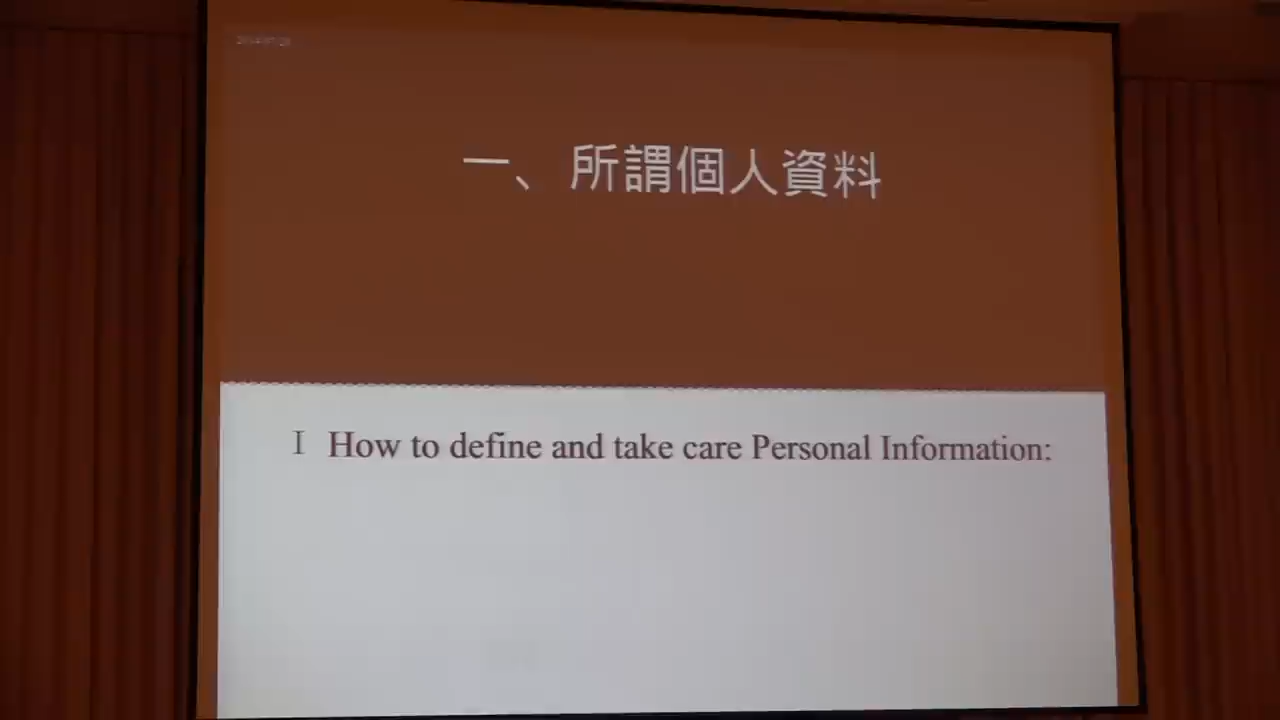 一、所謂個人資料
I How to define and take care Personal Information: